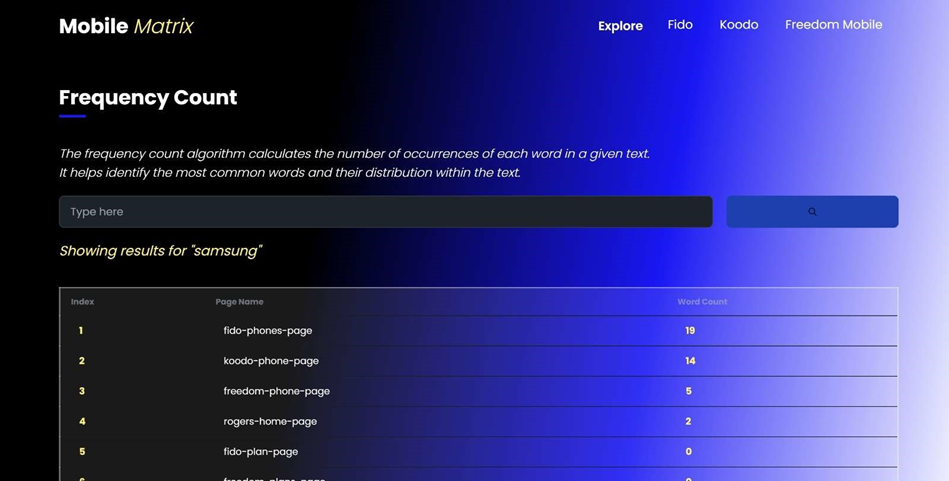 Mobile Matrix
Explore Fido Koodo Freedom Mobile
Frequency Count
The frequency count algorithm calculates the number of occurrences of each word in a given text.
It helps identify the most common words and their distribution within the text.
Type here
Showing results for "samsung"
Index Page Name Word Count
1 fido-phones-page 19
2 koodo-phone-page 14
3 freedom-phone-page 5
4 rogers-home-page 2
5 fido-plan-page 0